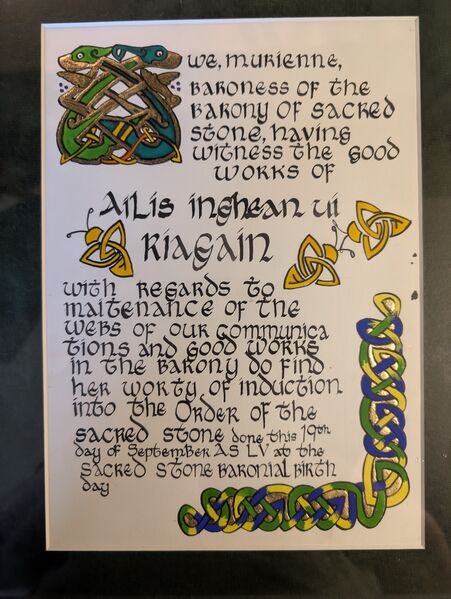 We, Murienne,
Baroness of the
Barony of Sacred
Stone, having
witness the good
works of
Ailis inghean ui
Riagain
with regards to
maitenance of the
webs of our communica
tions and good works
in the Barony do find
her worty of induction
into the Order of the
Sacred Stone done this 19th
day of September AS LV at the
Sacred Stone Baronial Birth
day